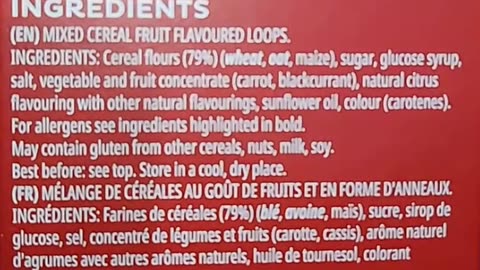 INGREDIENTS
(EN) MIXED CEREAL FRUIT FLAVOURED LOOPS.
INGREDIENTS: Cereal flours (79%) (wheat, oat, maize), sugar, glucose syrup,
salt, vegetable and fruit concentrate (carrot, blackcurrant), natural citrus
flavouring with other natural flavourings, sunflower oil, colour (carotenes).
For allergens see ingredients highlighted in bold.
May contain gluten from other cereals, nuts, milk, soy.
Best before: see top. Store in a cool, dry place.
(FR) MÉLANGE DE CÉRÉALES AU GOÛT DE FRUITS ET EN FORME D'ANNEAUX.
INGRÉDIENTS: Farines de céréales (79%) (blé, avoine, maïs), sucre, sirop de
glucose, sel, concentré de légumes et fruits (carotte, cassis), arôme naturel
d'agrumes avec autres arômes naturels, huile de tournesol, colorant